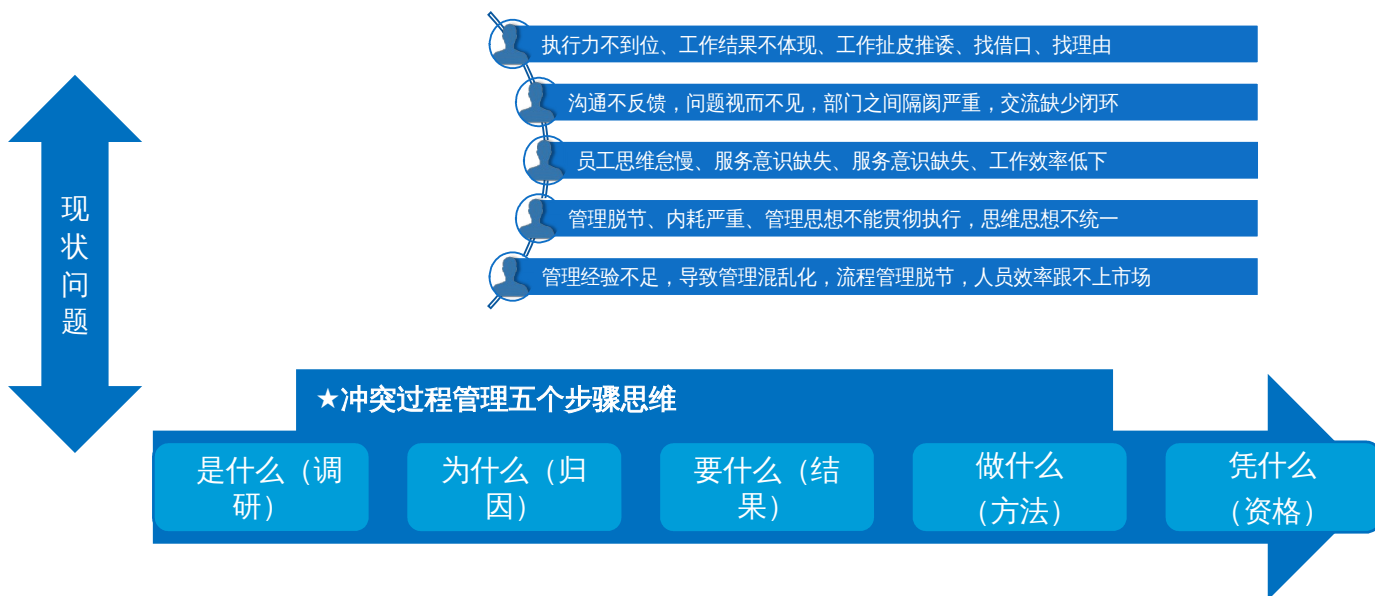 执行力不到位、工作结果不体现、工作扯皮推诿、找借口、找理由
沟通不反馈，问题视而不见，部门之间隔阂严重，交流缺少闭环
员工思维怠慢、服务意识缺失、服务意识缺失、工作效率低下
管理脱节、内耗严重、管理思想不能贯彻执行，思维思想不统一
管理经验不足，导致管理混乱化，流程管理脱节，人员效率跟不上市场
现
状
问
题
★冲突过程管理五个步骤思维
是什么（调
研）
为什么（归
因）
要什么（结
果）
做什么
（方法）
凭什么
（资格）